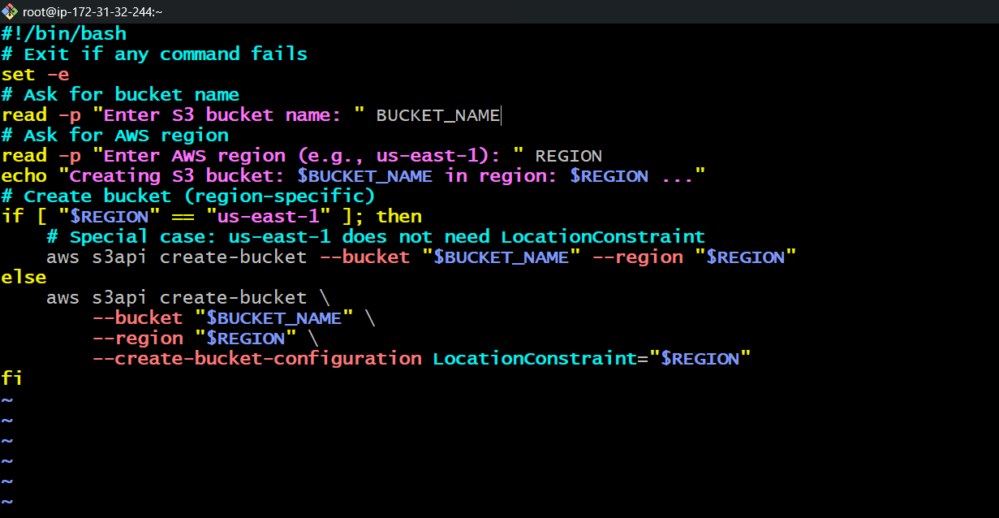 root@ip-172-31-32-244:~
#!/bin/bash
# Exit if any command fails
set -e
# Ask for bucket name
read -p "Enter S3 bucket name: " BUCKET_NAME
# Ask for AWS region
read -p "Enter AWS region (e.g., us-east-1): " REGION
echo "Creating S3 bucket: $BUCKET_NAME in region: $REGION ..."
# Create bucket (region-specific)
if [ "$REGION" == "us-east-1" ]; then
    # Special case: us-east-1 does not need LocationConstraint
    aws s3api create-bucket --bucket "$BUCKET_NAME" --region "$REGION"
else
    aws s3api create-bucket \
        --bucket "$BUCKET_NAME" \
        --region "$REGION" \
        --create-bucket-configuration LocationConstraint="$REGION"
fi
~
~
~
~
~
~